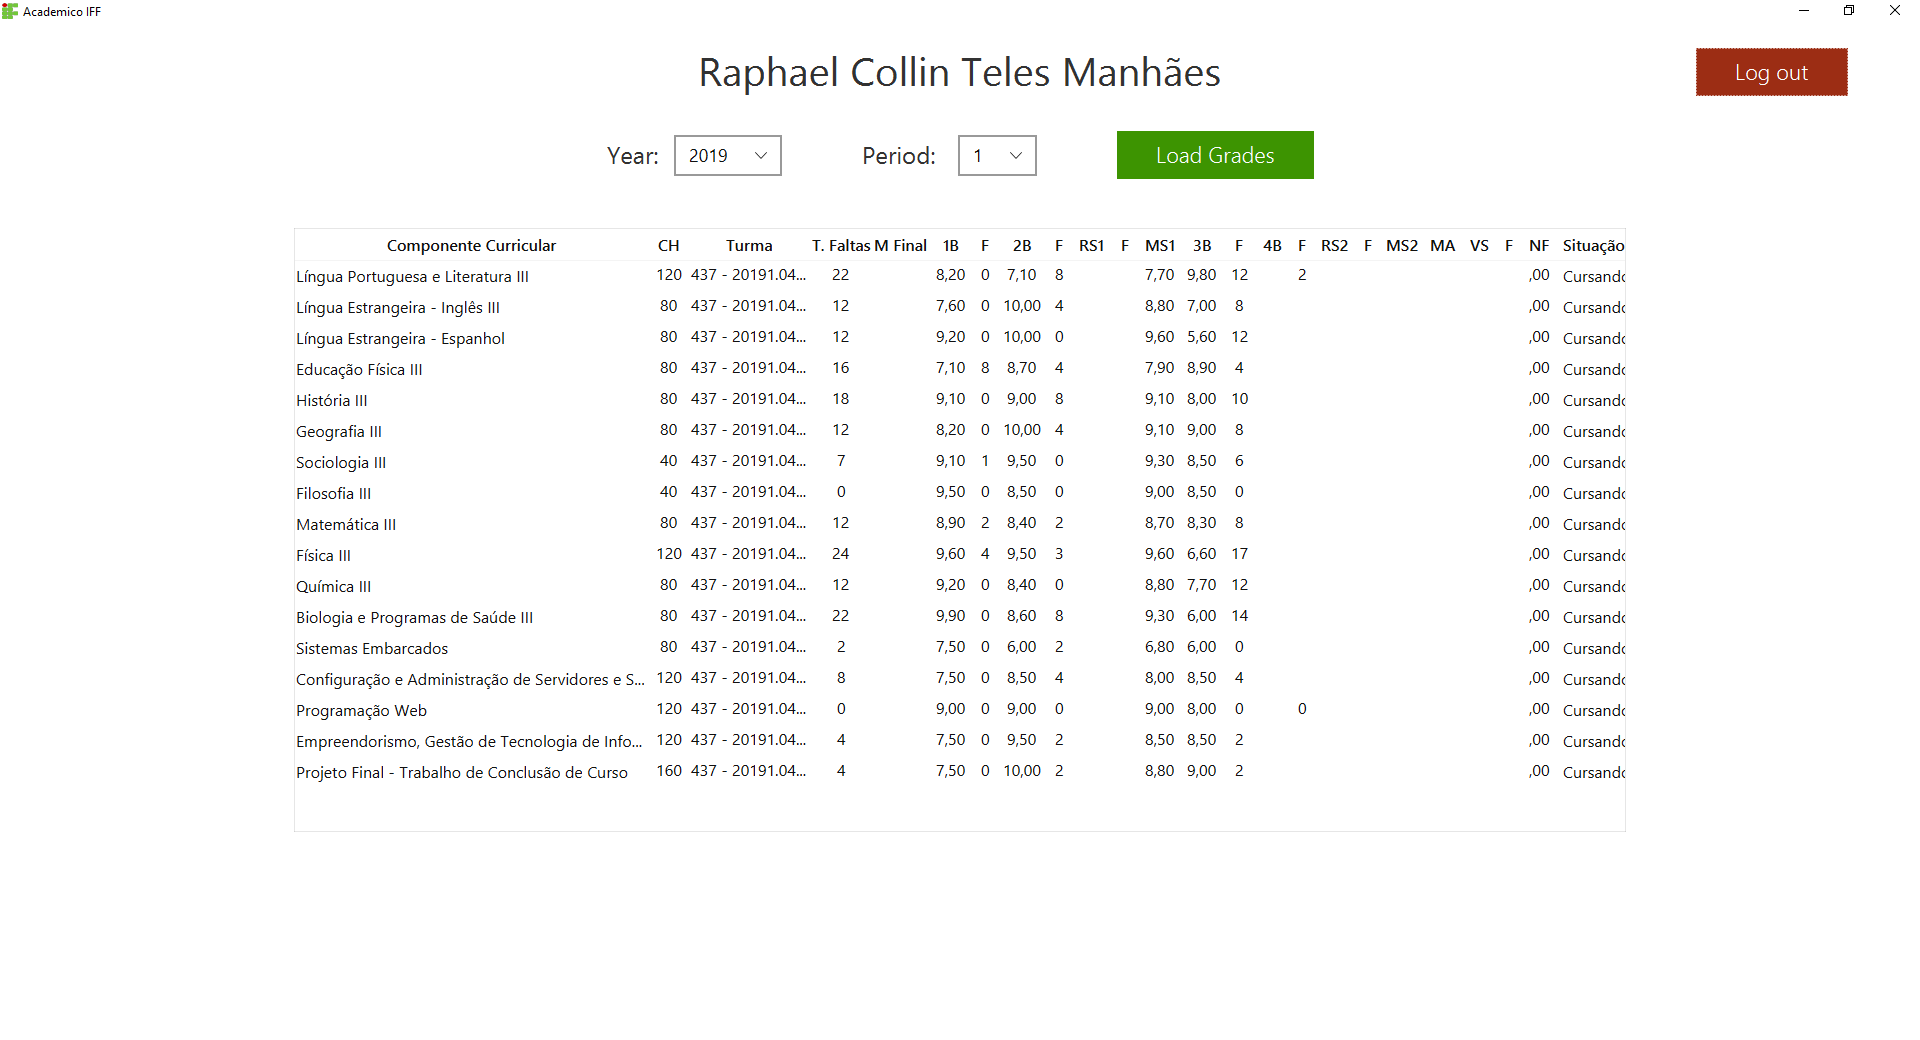 Academico IFF
Raphael Collin Teles Manhães
Log out
Year: 2019 Period: 1 Load Grades
Componente Curricular CH Turma T. Faltas M Final 1B F 2B F RS1 F MS1 3B F 4B F RS2 F MS2 MA VS F NF Situação
Língua Portuguesa e Literatura III 120 437 - 20191.04... 22 8,20 0 7,10 8 7,70 9,80 12 2 ,00 Cursando
Língua Estrangeira - Inglês III 80 437 - 20191.04... 12 7,60 0 10,00 4 8,80 7,00 8 ,00 Cursando
Língua Estrangeira - Espanhol 80 437 - 20191.04... 12 9,20 0 10,00 0 9,60 5,60 12 ,00 Cursando
Educação Física III 80 437 - 20191.04... 16 7,10 8 8,70 4 7,90 8,90 4 ,00 Cursando
História III 80 437 - 20191.04... 18 9,10 0 9,00 8 9,10 8,00 10 ,00 Cursando
Geografia III 80 437 - 20191.04... 12 8,20 0 10,00 4 9,10 9,00 8 ,00 Cursando
Sociologia III 40 437 - 20191.04... 7 9,10 1 9,50 0 9,30 8,50 6 ,00 Cursando
Filosofia III 40 437 - 20191.04... 0 9,50 0 8,50 0 9,00 8,50 0 ,00 Cursando
Matemática III 80 437 - 20191.04... 12 8,90 2 8,40 2 8,70 8,30 8 ,00 Cursando
Física III 120 437 - 20191.04... 24 9,60 4 9,50 3 9,60 6,60 17 ,00 Cursando
Química III 80 437 - 20191.04... 12 9,20 0 8,40 0 8,80 7,70 12 ,00 Cursando
Biologia e Programas de Saúde III 80 437 - 20191.04... 22 9,90 0 8,60 8 9,30 6,00 14 ,00 Cursando
Sistemas Embarcados 80 437 - 20191.04... 2 7,50 0 6,00 2 6,80 6,00 0 ,00 Cursando
Configuração e Administração de Servidores e S... 120 437 - 20191.04... 8 7,50 0 8,50 4 8,00 8,50 4 ,00 Cursando
Programação Web 120 437 - 20191.04... 0 9,00 0 9,00 0 9,00 8,00 0 0 ,00 Cursando
Empreendorismo, Gestão de Tecnologia de Info... 120 437 - 20191.04... 4 7,50 0 9,50 2 8,50 8,50 2 ,00 Cursando
Projeto Final - Trabalho de Conclusão de Curso 160 437 - 20191.04... 4 7,50 0 10,00 2 8,80 9,00 2 ,00 Cursando